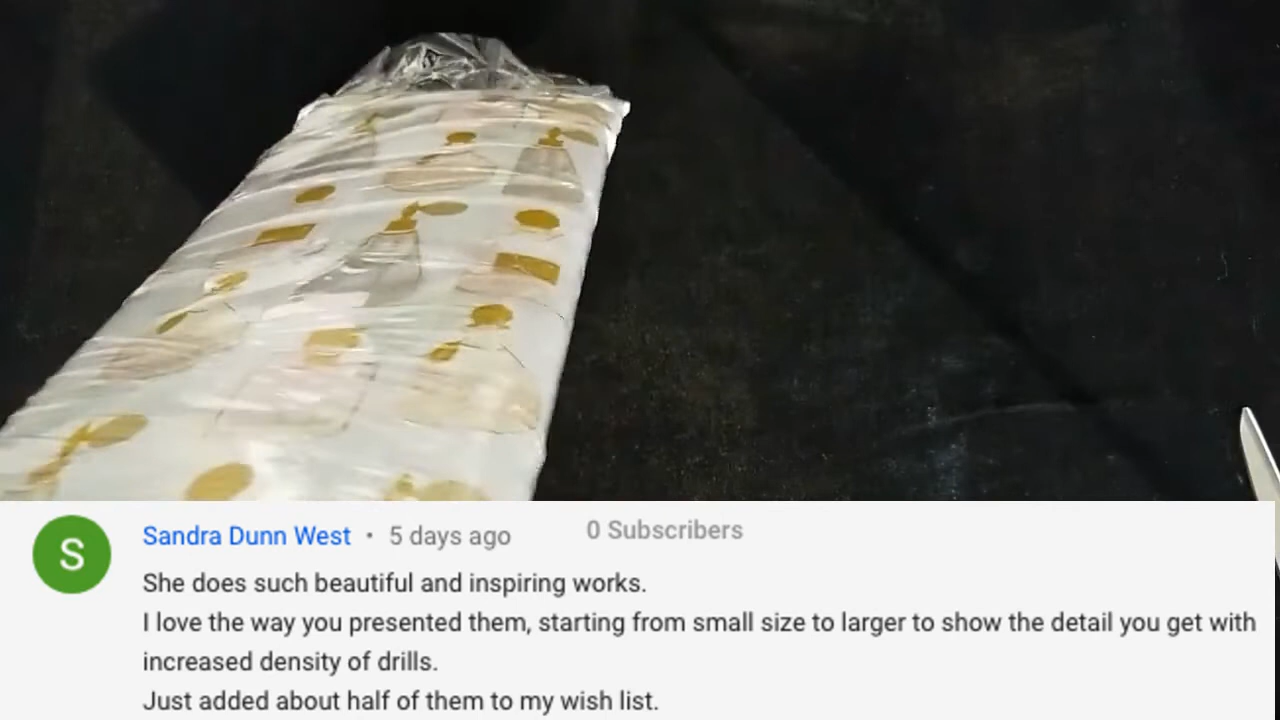 S
Sandra Dunn West • 5 days ago 0 Subscribers
She does such beautiful and inspiring works.
I love the way you presented them, starting from small size to larger to show the detail you get with
increased density of drills.
Just added about half of them to my wish list.